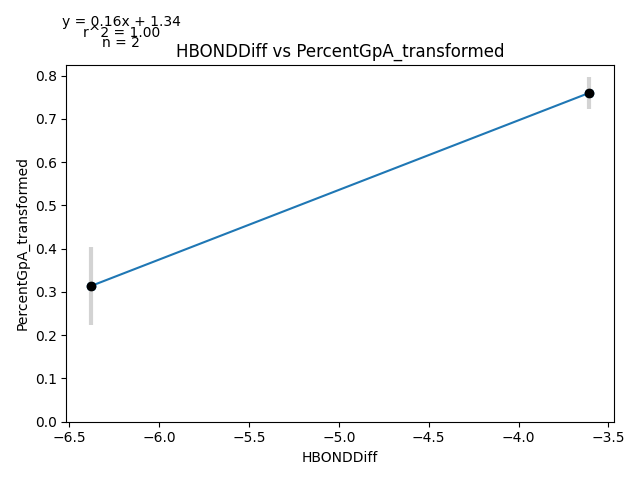 y = 0.16x + 1.34
r^2 = 1.00
n = 2
HBONDDiff vs PercentGpA_transformed
PercentGpA_transformed
0.8
0.7
0.6
0.5
0.4
0.3
0.2
0.1
0.0
−6.5 −6.0 −5.5 −5.0 −4.5 −4.0 −3.5
HBONDDiff